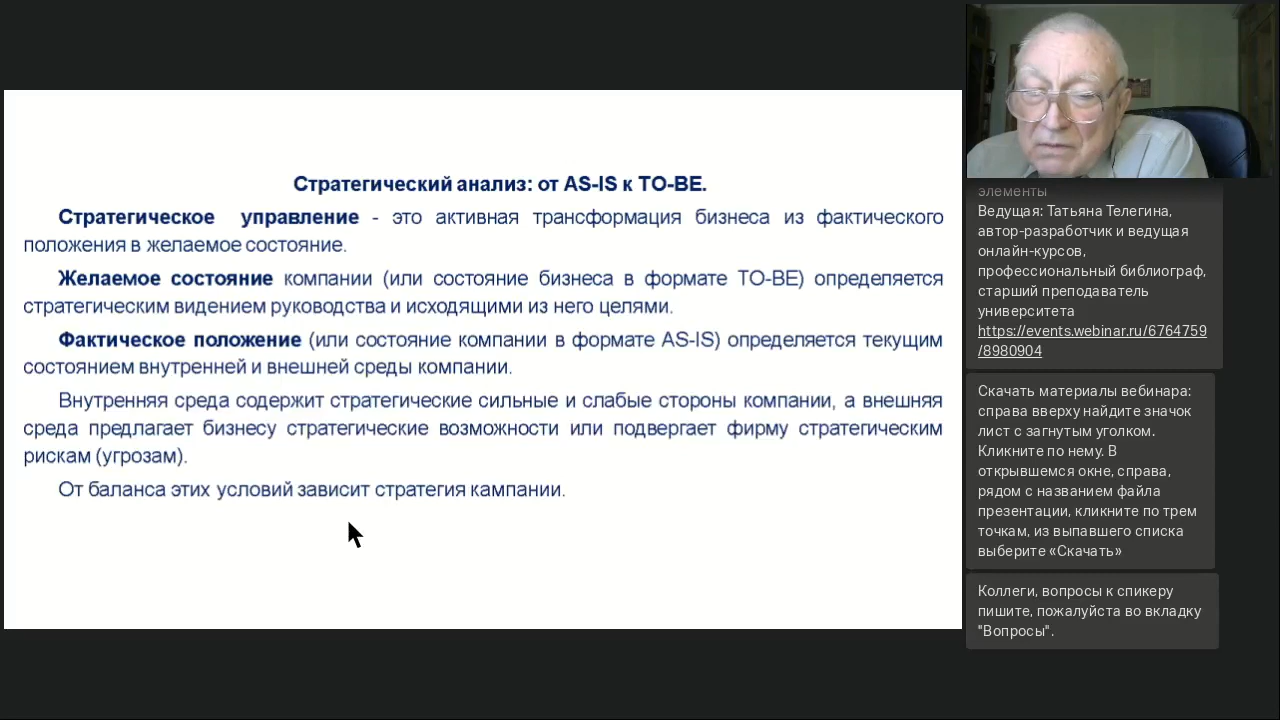 Стратегический анализ: от AS-IS к TO-BE.
Стратегическое управление - это активная трансформация бизнеса из фактического
положения в желаемое состояние.
Желаемое состояние компании (или состояние бизнеса в формате TO-BE) определяется
стратегическим видением руководства и исходящими из него целями.
Фактическое положение (или состояние компании в формате AS-IS) определяется текущим
состоянием внутренней и внешней среды компании.
Внутренняя среда содержит стратегические сильные и слабые стороны компании, а внешняя
среда предлагает бизнесу стратегические возможности или подвергает фирму стратегическим
рискам (угрозам).
От баланса этих условий зависит стратегия кампании.
элементы
Ведущая: Татьяна Телегина,
автор-разработчик и ведущая
онлайн-курсов,
профессиональный библиограф,
старший преподаватель
университета
https://events.webinar.ru/6764759
/8980904
Скачать материалы вебинара:
справа вверху найдите значок
лист с загнутым уголком.
Кликните по нему. В
открывшемся окне, справа,
рядом с названием файла
презентации, кликните по трем
точкам, из выпавшего списка
выберите «Скачать»
Коллеги, вопросы к спикеру
пишите, пожалуйста во вкладку
"Вопросы".